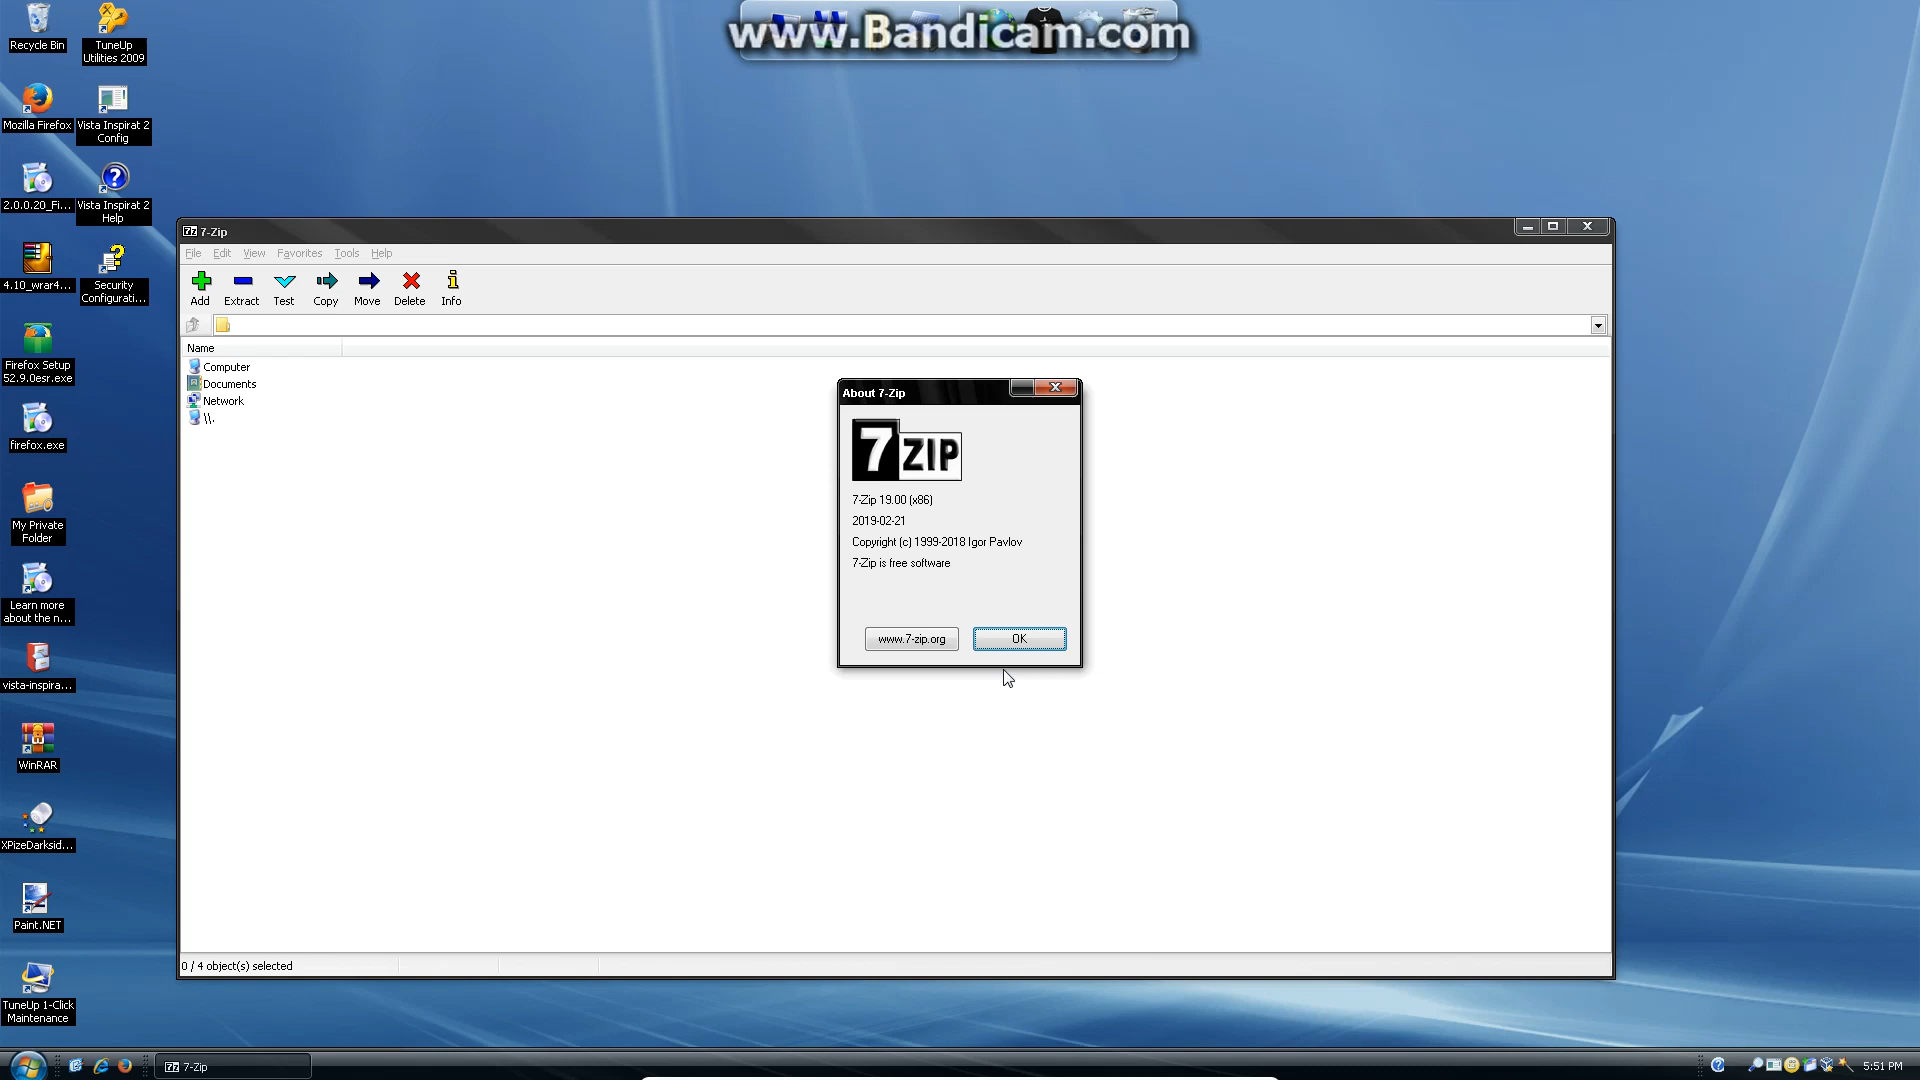 www.Bandicam.com
Recycle Bin
TuneUp
Utilities 2009
Mozilla Firefox
Vista Inspirat 2
Config
2.0.0.20_Fi...
Vista Inspirat 2
Help
4.10_wrar4...
Security
Configurati...
Firefox Setup
52.9.0esr.exe
firefox.exe
My Private
Folder
Learn more
about the n...
vista-inspira...
WinRAR
XPizeDarksid...
Paint.NET
TuneUp 1-Click
Maintenance
7z 7-Zip
File Edit View Favorites Tools Help
Add Extract Test Copy Move Delete Info
Name
Computer
Documents
Network
\\.
About 7-Zip
7 ZIP
7-Zip 19.00 (x86)
2019-02-21
Copyright (c) 1999-2018 Igor Pavlov
7-Zip is free software
www.7-zip.org OK
0 / 4 object(s) selected
7z 7-Zip
5:51 PM